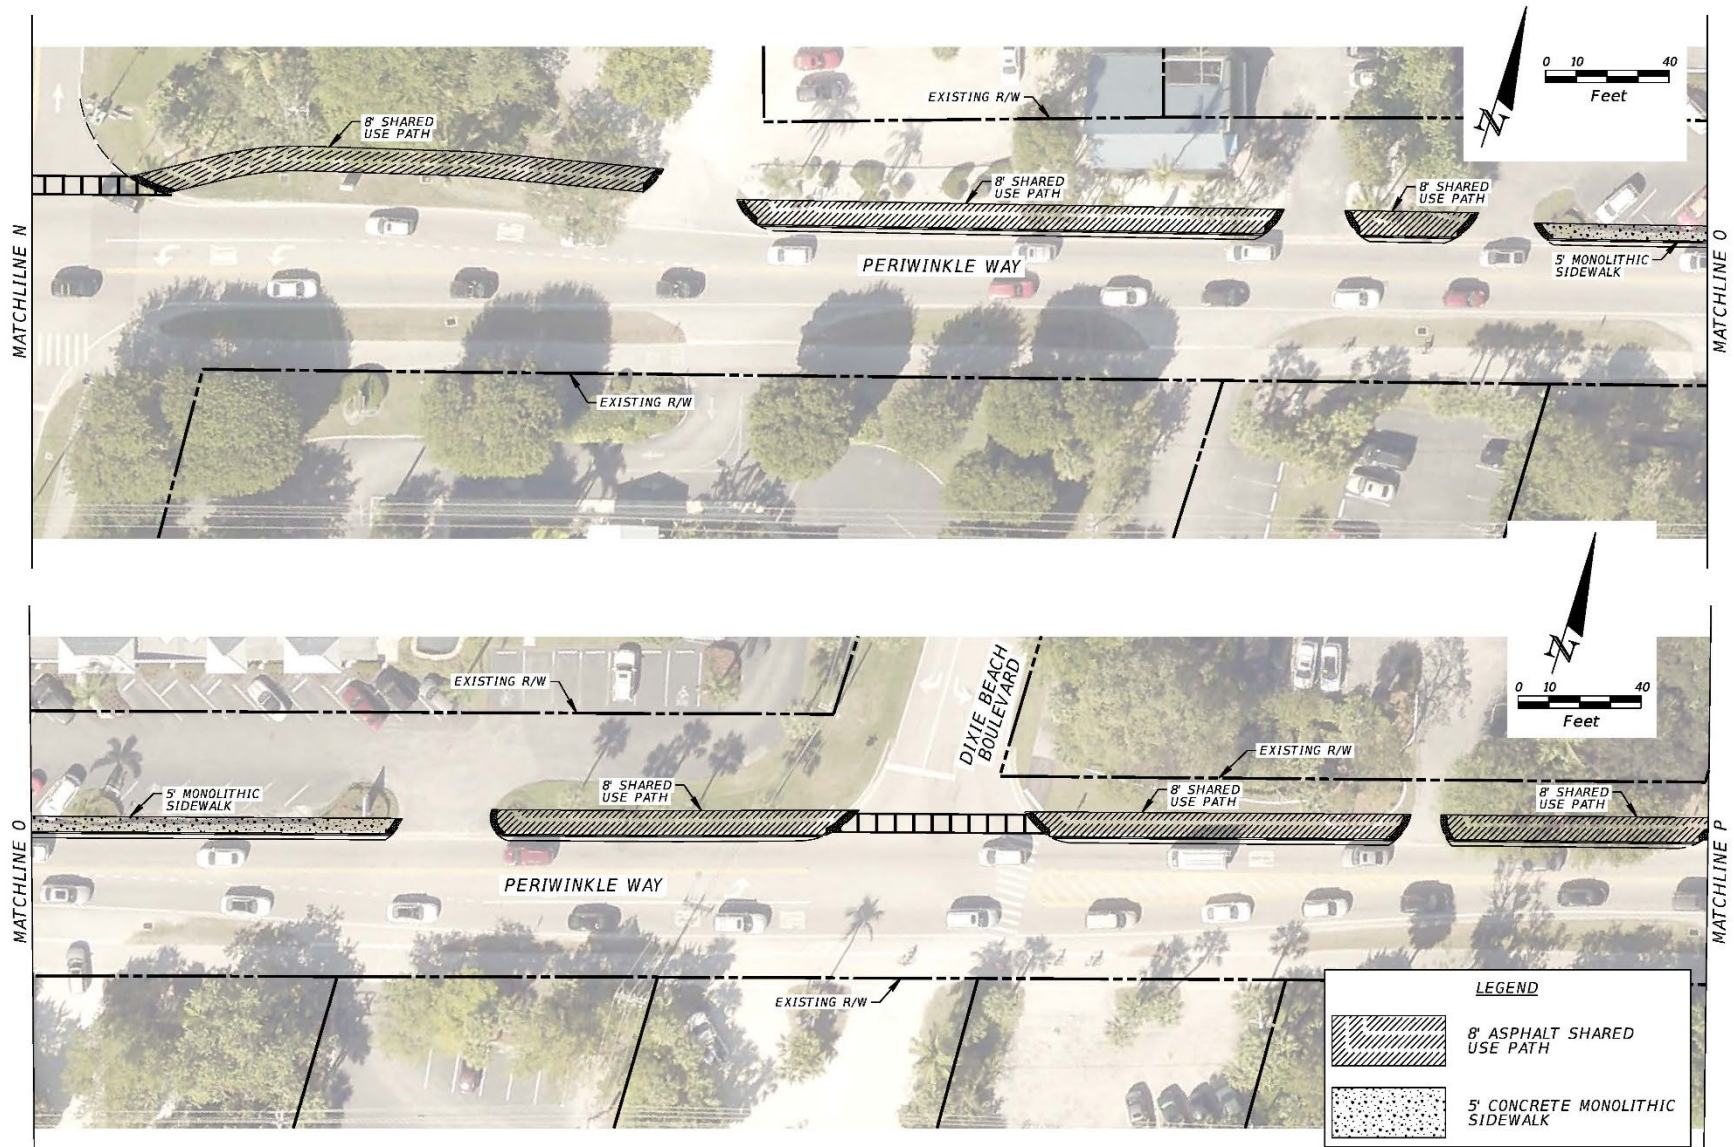 0 10 40
Feet
N
EXISTING R/W
8' SHARED
USE PATH
8' SHARED
USE PATH
8' SHARED
USE PATH
5' MONOLITHIC
SIDEWALK
PERIWINKLE WAY
EXISTING R/W
MATCHLILNE N
MATCHLINE O
N
0 10 40
Feet
DIXIE BEACH
BOULEVARD
EXISTING R/W
EXISTING R/W
5' MONOLITHIC
SIDEWALK
8' SHARED
USE PATH
8' SHARED
USE PATH
8' SHARED
USE PATH
PERIWINKLE WAY
EXISTING R/W
MATCHLINE O
MATCHLINE P
LEGEND
8' ASPHALT SHARED
USE PATH
5' CONCRETE MONOLITHIC
SIDEWALK